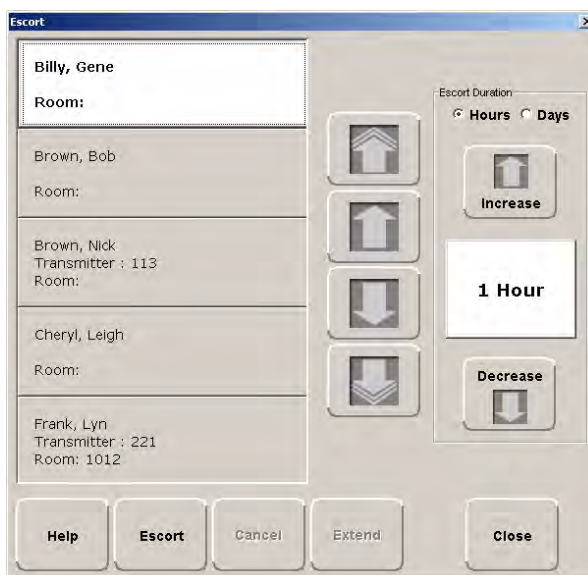 Escort
Billy, Gene
Room:
Brown, Bob
Room:
Brown, Nick
Transmitter : 113
Room:
Cheryl, Leigh
Room:
Frank, Lyn
Transmitter : 221
Room: 1012
Escort Duration
Hours Days
Increase
1 Hour
Decrease
Help Escort Cancel Extend Close